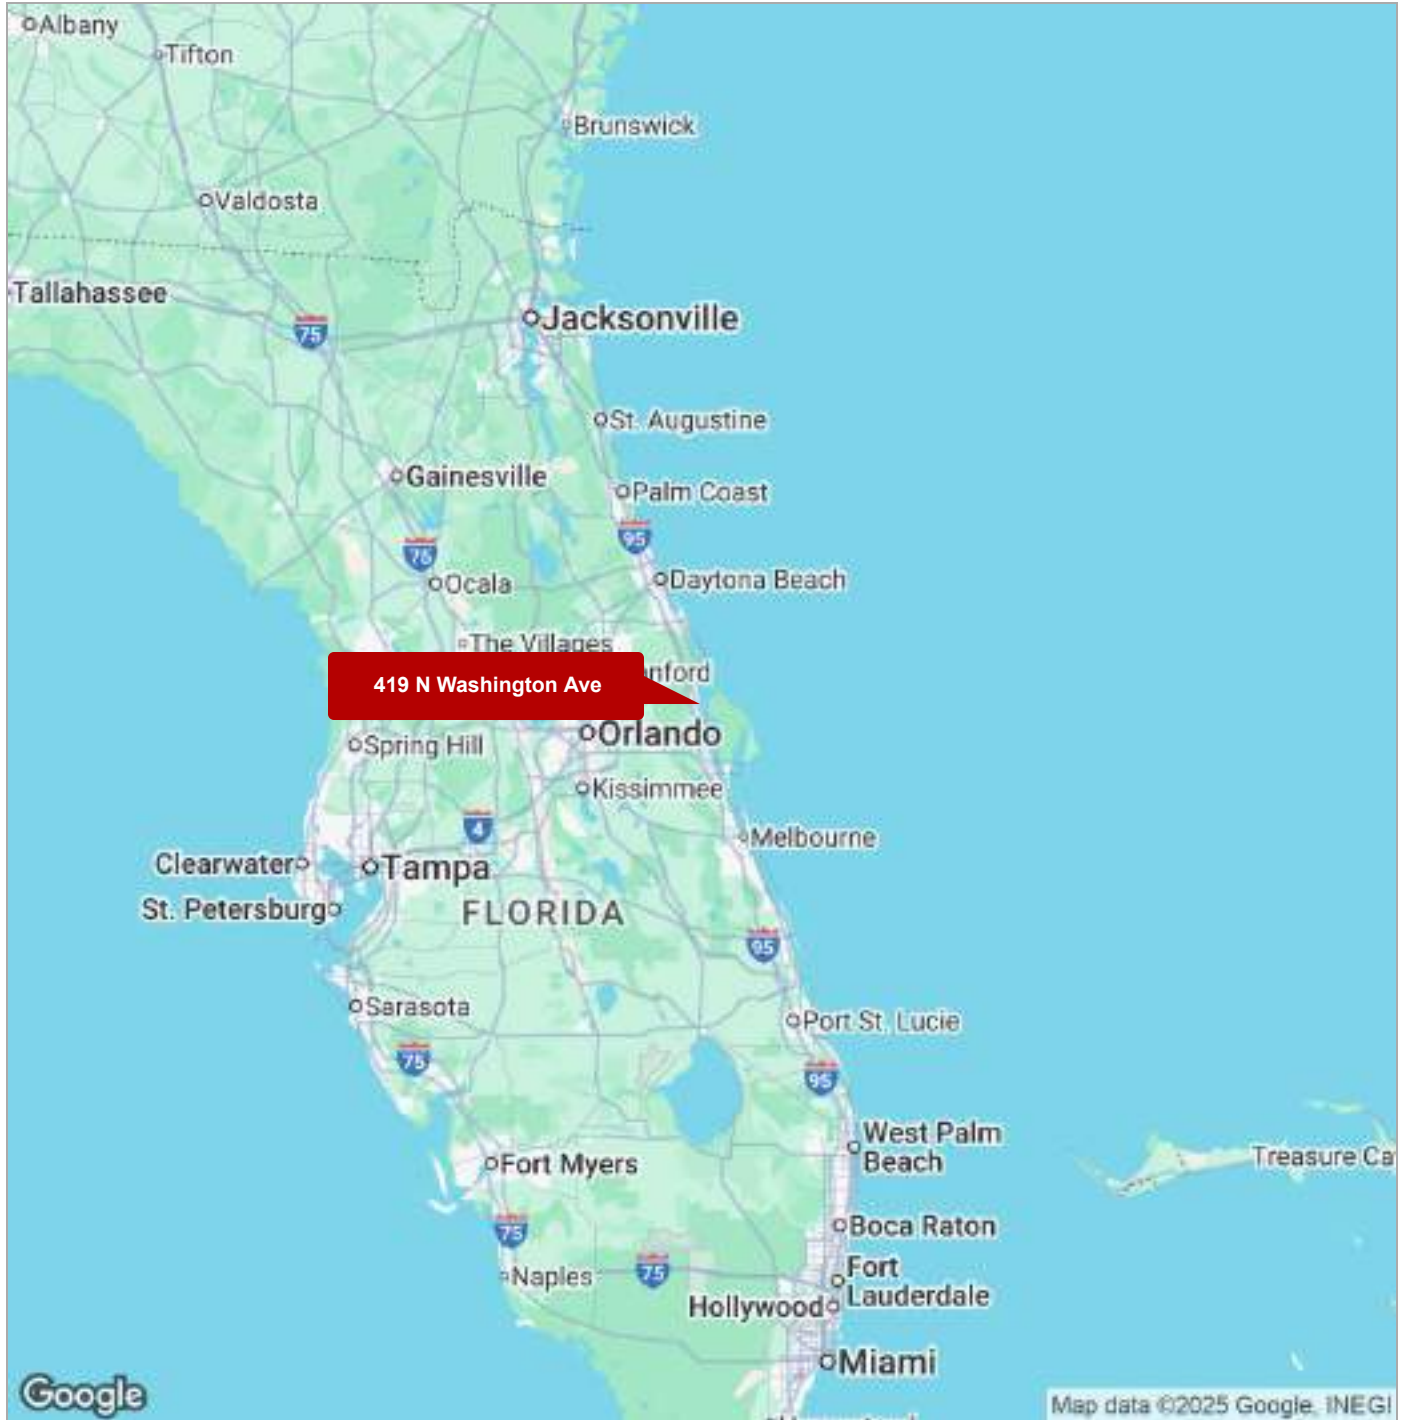 Albany
Tifton
Brunswick
Valdosta
Tallahassee
75
Jacksonville
St. Augustine
Gainesville
Palm Coast
95
75
Ocala
Daytona Beach
The Villages
419 N Washington Ave
Orlando
Spring Hill
Kissimmee
4
Melbourne
Clearwater
Tampa
St. Petersburg
FLORIDA
95
Sarasota
Port St. Lucie
75
95
West Palm
Beach
Treasure Ca
Fort Myers
75
Boca Raton
Naples
75
Fort
Lauderdale
Hollywood
Miami
Google
Map data ©2025 Google, INEGI